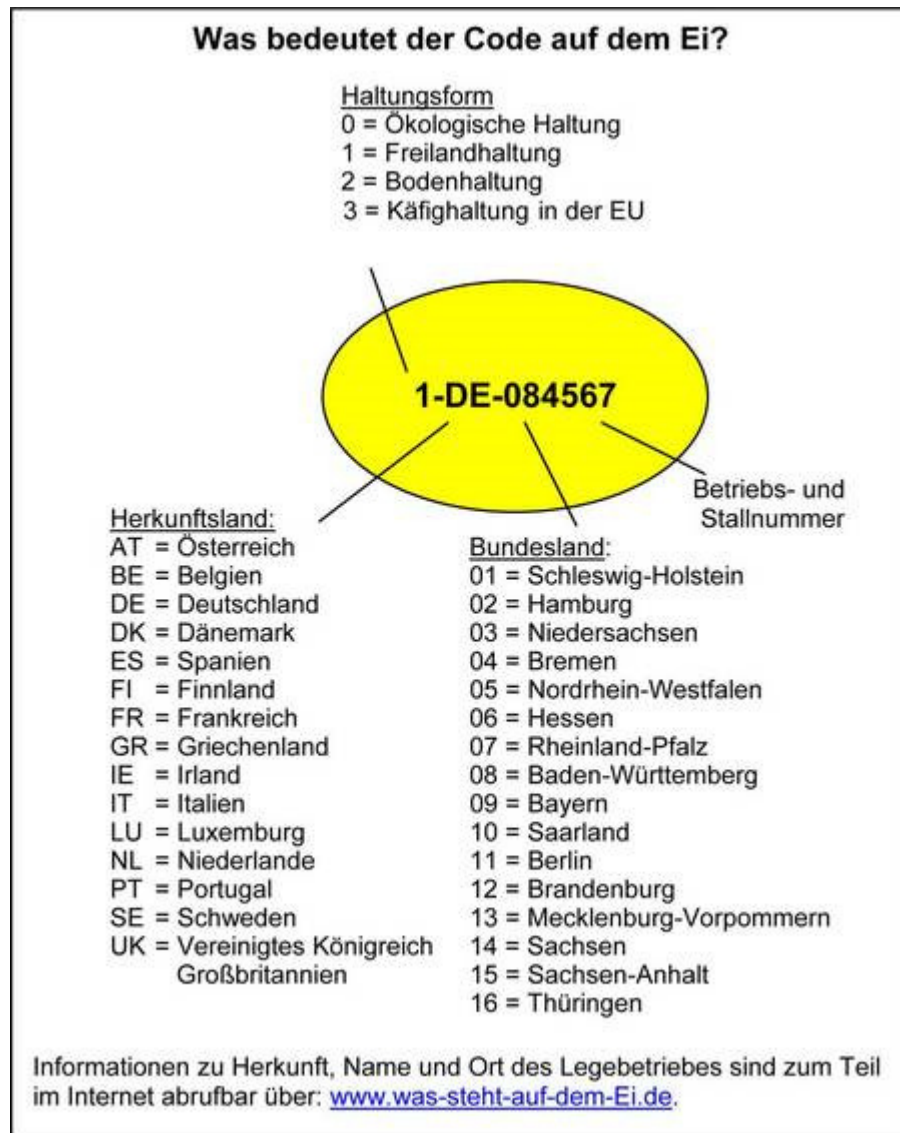 Was bedeutet der Code auf dem Ei?
Haltungsform
0 = Ökologische Haltung
1 = Freilandhaltung
2 = Bodenhaltung
3 = Käfighaltung in der EU
1-DE-084567
Betriebs- und
Stallnummer
Herkunftsland:
AT = Österreich
BE = Belgien
DE = Deutschland
DK = Dänemark
ES = Spanien
FI = Finnland
FR = Frankreich
GR = Griechenland
IE = Irland
IT = Italien
LU = Luxemburg
NL = Niederlande
PT = Portugal
SE = Schweden
UK = Vereinigtes Königreich
Großbritannien
Bundesland:
01 = Schleswig-Holstein
02 = Hamburg
03 = Niedersachsen
04 = Bremen
05 = Nordrhein-Westfalen
06 = Hessen
07 = Rheinland-Pfalz
08 = Baden-Württemberg
09 = Bayern
10 = Saarland
11 = Berlin
12 = Brandenburg
13 = Mecklenburg-Vorpommern
14 = Sachsen
15 = Sachsen-Anhalt
16 = Thüringen
Informationen zu Herkunft, Name und Ort des Legebetriebes sind zum Teil
im Internet abrufbar über: www.was-steht-auf-dem-Ei.de.